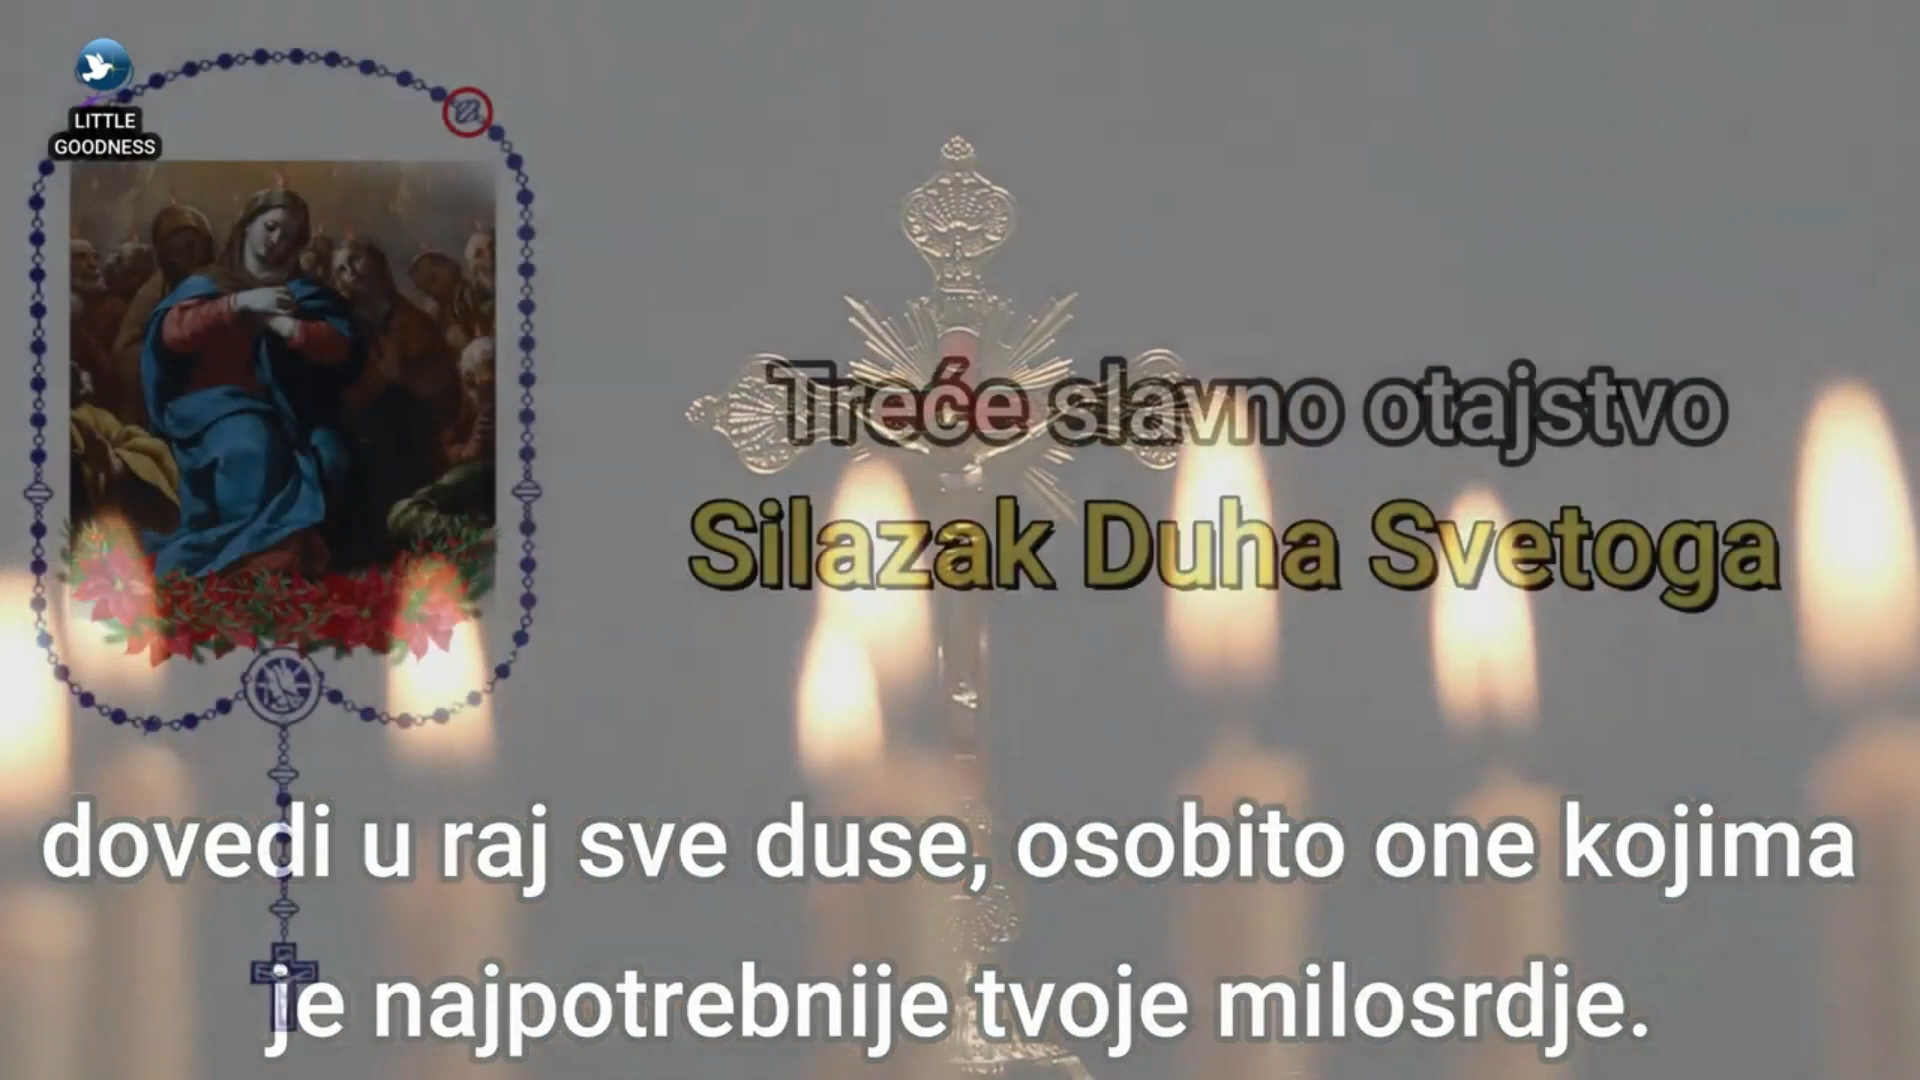 LITTLE
GOODNESS
Treće slavno otajstvo
Silazak Duha Svetoga
dovedi u raj sve duse, osobito one kojima
je najpotrebnije tvoje milosrdje.